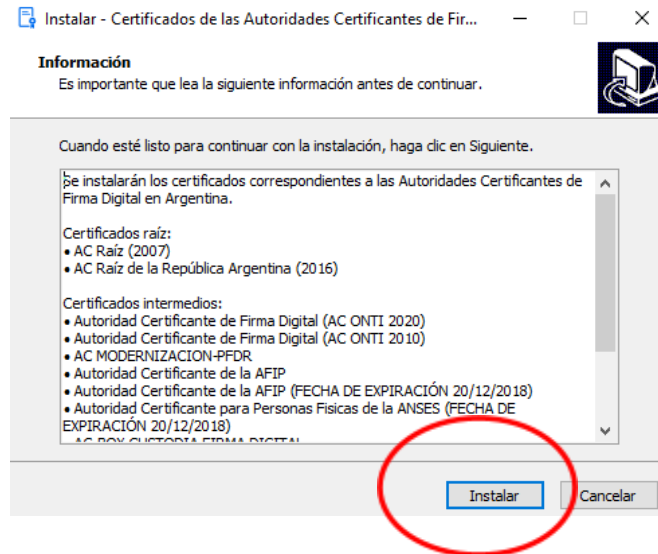 Instalar - Certificados de las Autoridades Certificantes de Fir...
Información
Es importante que lea la siguiente información antes de continuar.
Cuando esté listo para continuar con la instalación, haga clic en Siguiente.
Se instalarán los certificados correspondientes a las Autoridades Certificantes de
Firma Digital en Argentina.
Certificados raíz:
• AC Raíz (2007)
• AC Raíz de la República Argentina (2016)
Certificados intermedios:
• Autoridad Certificante de Firma Digital (AC ONTI 2020)
• Autoridad Certificante de Firma Digital (AC ONTI 2010)
• AC MODERNIZACION-PFDR
• Autoridad Certificante de la AFIP
• Autoridad Certificante de la AFIP (FECHA DE EXPIRACIÓN 20/12/2018)
• Autoridad Certificante para Personas Fisicas de la ANSES (FECHA DE
EXPIRACIÓN 20/12/2018)
• AC BOX CUSTODIA FIRMA DIGITAL
Instalar
Cancelar